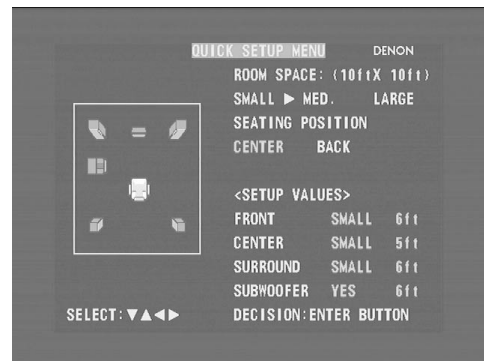 QUICK SETUP MENU DENON
ROOM SPACE: (10ftX 10ft)
SMALL ▶ MED. LARGE
SEATING POSITION
CENTER BACK
<SETUP VALUES>
FRONT SMALL 6ft
CENTER SMALL 5ft
SURROUND SMALL 6ft
SUBWOOFER YES 6ft
SELECT:▼▲◀▶ DECISION:ENTER BUTTON